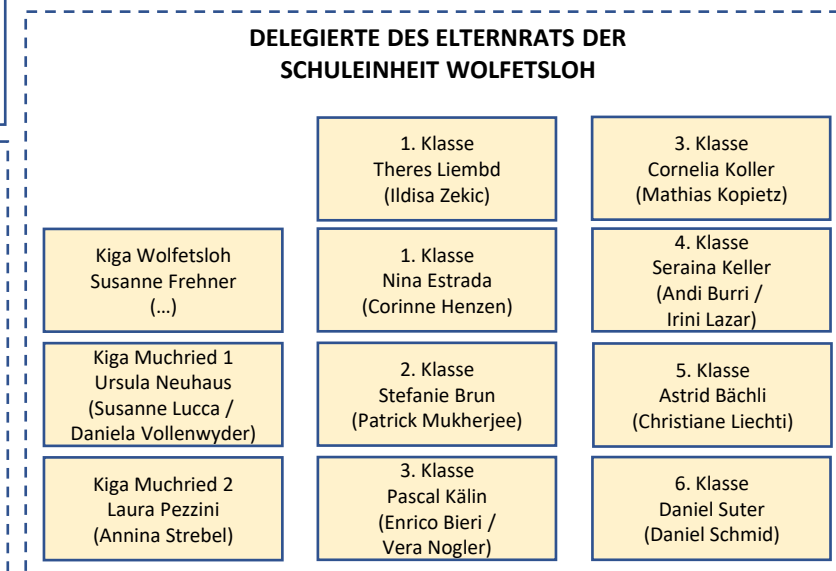 DELEGIERTE DES ELTERNRATS DER
SCHULEINHEIT WOLFETSLOH
Kiga Wolfetsloh
Susanne Frehner
(…)
Kiga Muchried 1
Ursula Neuhaus
(Susanne Lucca /
Daniela Vollenwyder)
Kiga Muchried 2
Laura Pezzini
(Annina Strebel)
1. Klasse
Theres Liembd
(Ildisa Zekic)
1. Klasse
Nina Estrada
(Corinne Henzen)
2. Klasse
Stefanie Brun
(Patrick Mukherjee)
3. Klasse
Pascal Kälin
(Enrico Bieri /
Vera Nogler)
3. Klasse
Cornelia Koller
(Mathias Kopietz)
4. Klasse
Seraina Keller
(Andi Burri /
Irini Lazar)
5. Klasse
Astrid Bächli
(Christiane Liechti)
6. Klasse
Daniel Suter
(Daniel Schmid)